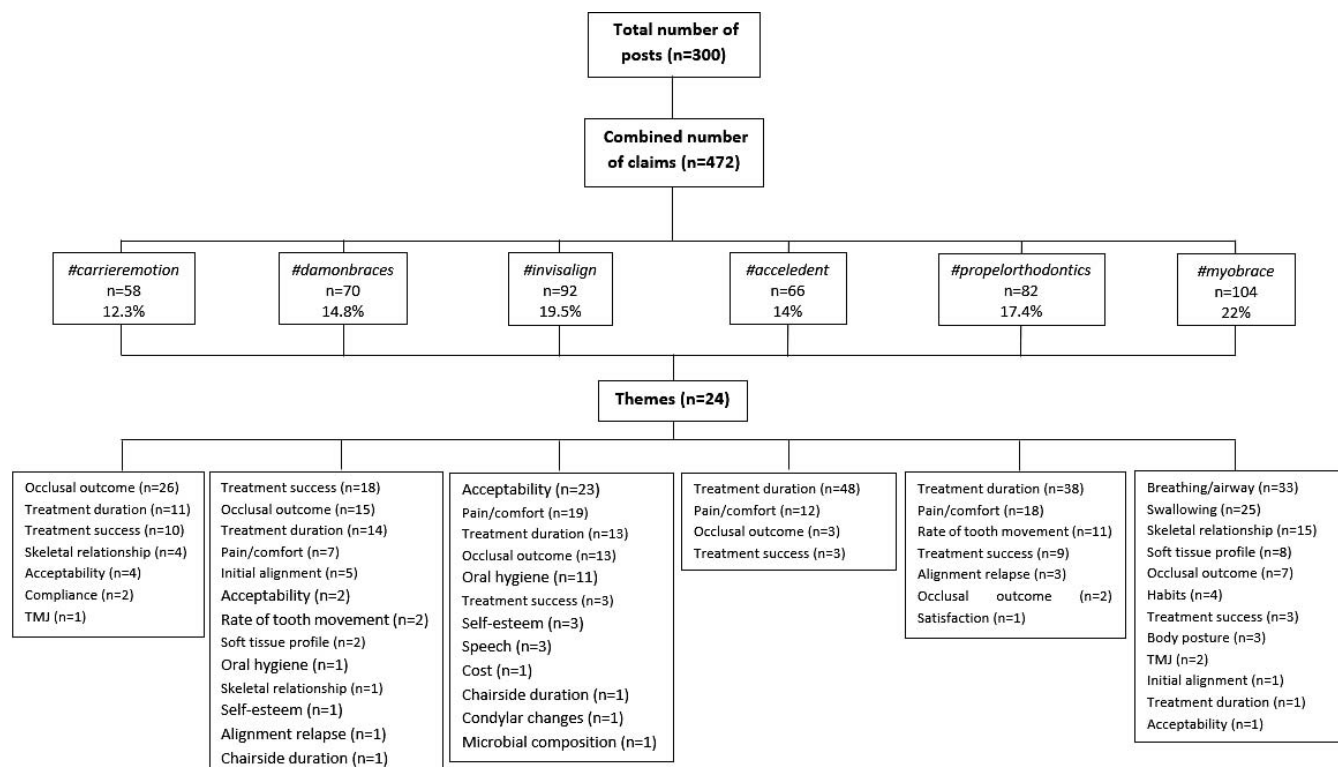 Total number of
posts (n=300)
Combined number
of claims (n=472)
#carrieremotion
n=58
12.3%
#damonbraces
n=70
14.8%
#invisalign
n=92
19.5%
#acceledent
n=66
14%
#propelorthodontics
n=82
17.4%
#myobrace
n=104
22%
Themes (n=24)
Occlusal outcome (n=26)
Treatment duration (n=11)
Treatment success (n=10)
Skeletal relationship (n=4)
Acceptability (n=4)
Compliance (n=2)
TMJ (n=1)
Treatment success (n=18)
Occlusal outcome (n=15)
Treatment duration (n=14)
Pain/comfort (n=7)
Initial alignment (n=5)
Acceptability (n=2)
Rate of tooth movement (n=2)
Soft tissue profile (n=2)
Oral hygiene (n=1)
Skeletal relationship (n=1)
Self-esteem (n=1)
Alignment relapse (n=1)
Chairside duration (n=1)
Acceptability (n=23)
Pain/comfort (n=19)
Treatment duration (n=13)
Occlusal outcome (n=13)
Oral hygiene (n=11)
Treatment success (n=3)
Self-esteem (n=3)
Speech (n=3)
Cost (n=1)
Chairside duration (n=1)
Condylar changes (n=1)
Microbial composition (n=1)
Treatment duration (n=48)
Pain/comfort (n=12)
Occlusal outcome (n=3)
Treatment success (n=3)
Treatment duration (n=38)
Pain/comfort (n=18)
Rate of tooth movement (n=11)
Treatment success (n=9)
Alignment relapse (n=3)
Occlusal outcome (n=2)
Satisfaction (n=1)
Breathing/airway (n=33)
Swallowing (n=25)
Skeletal relationship (n=15)
Soft tissue profile (n=8)
Occlusal outcome (n=7)
Habits (n=4)
Treatment success (n=3)
Body posture (n=3)
TMJ (n=2)
Initial alignment (n=1)
Treatment duration (n=1)
Acceptability (n=1)